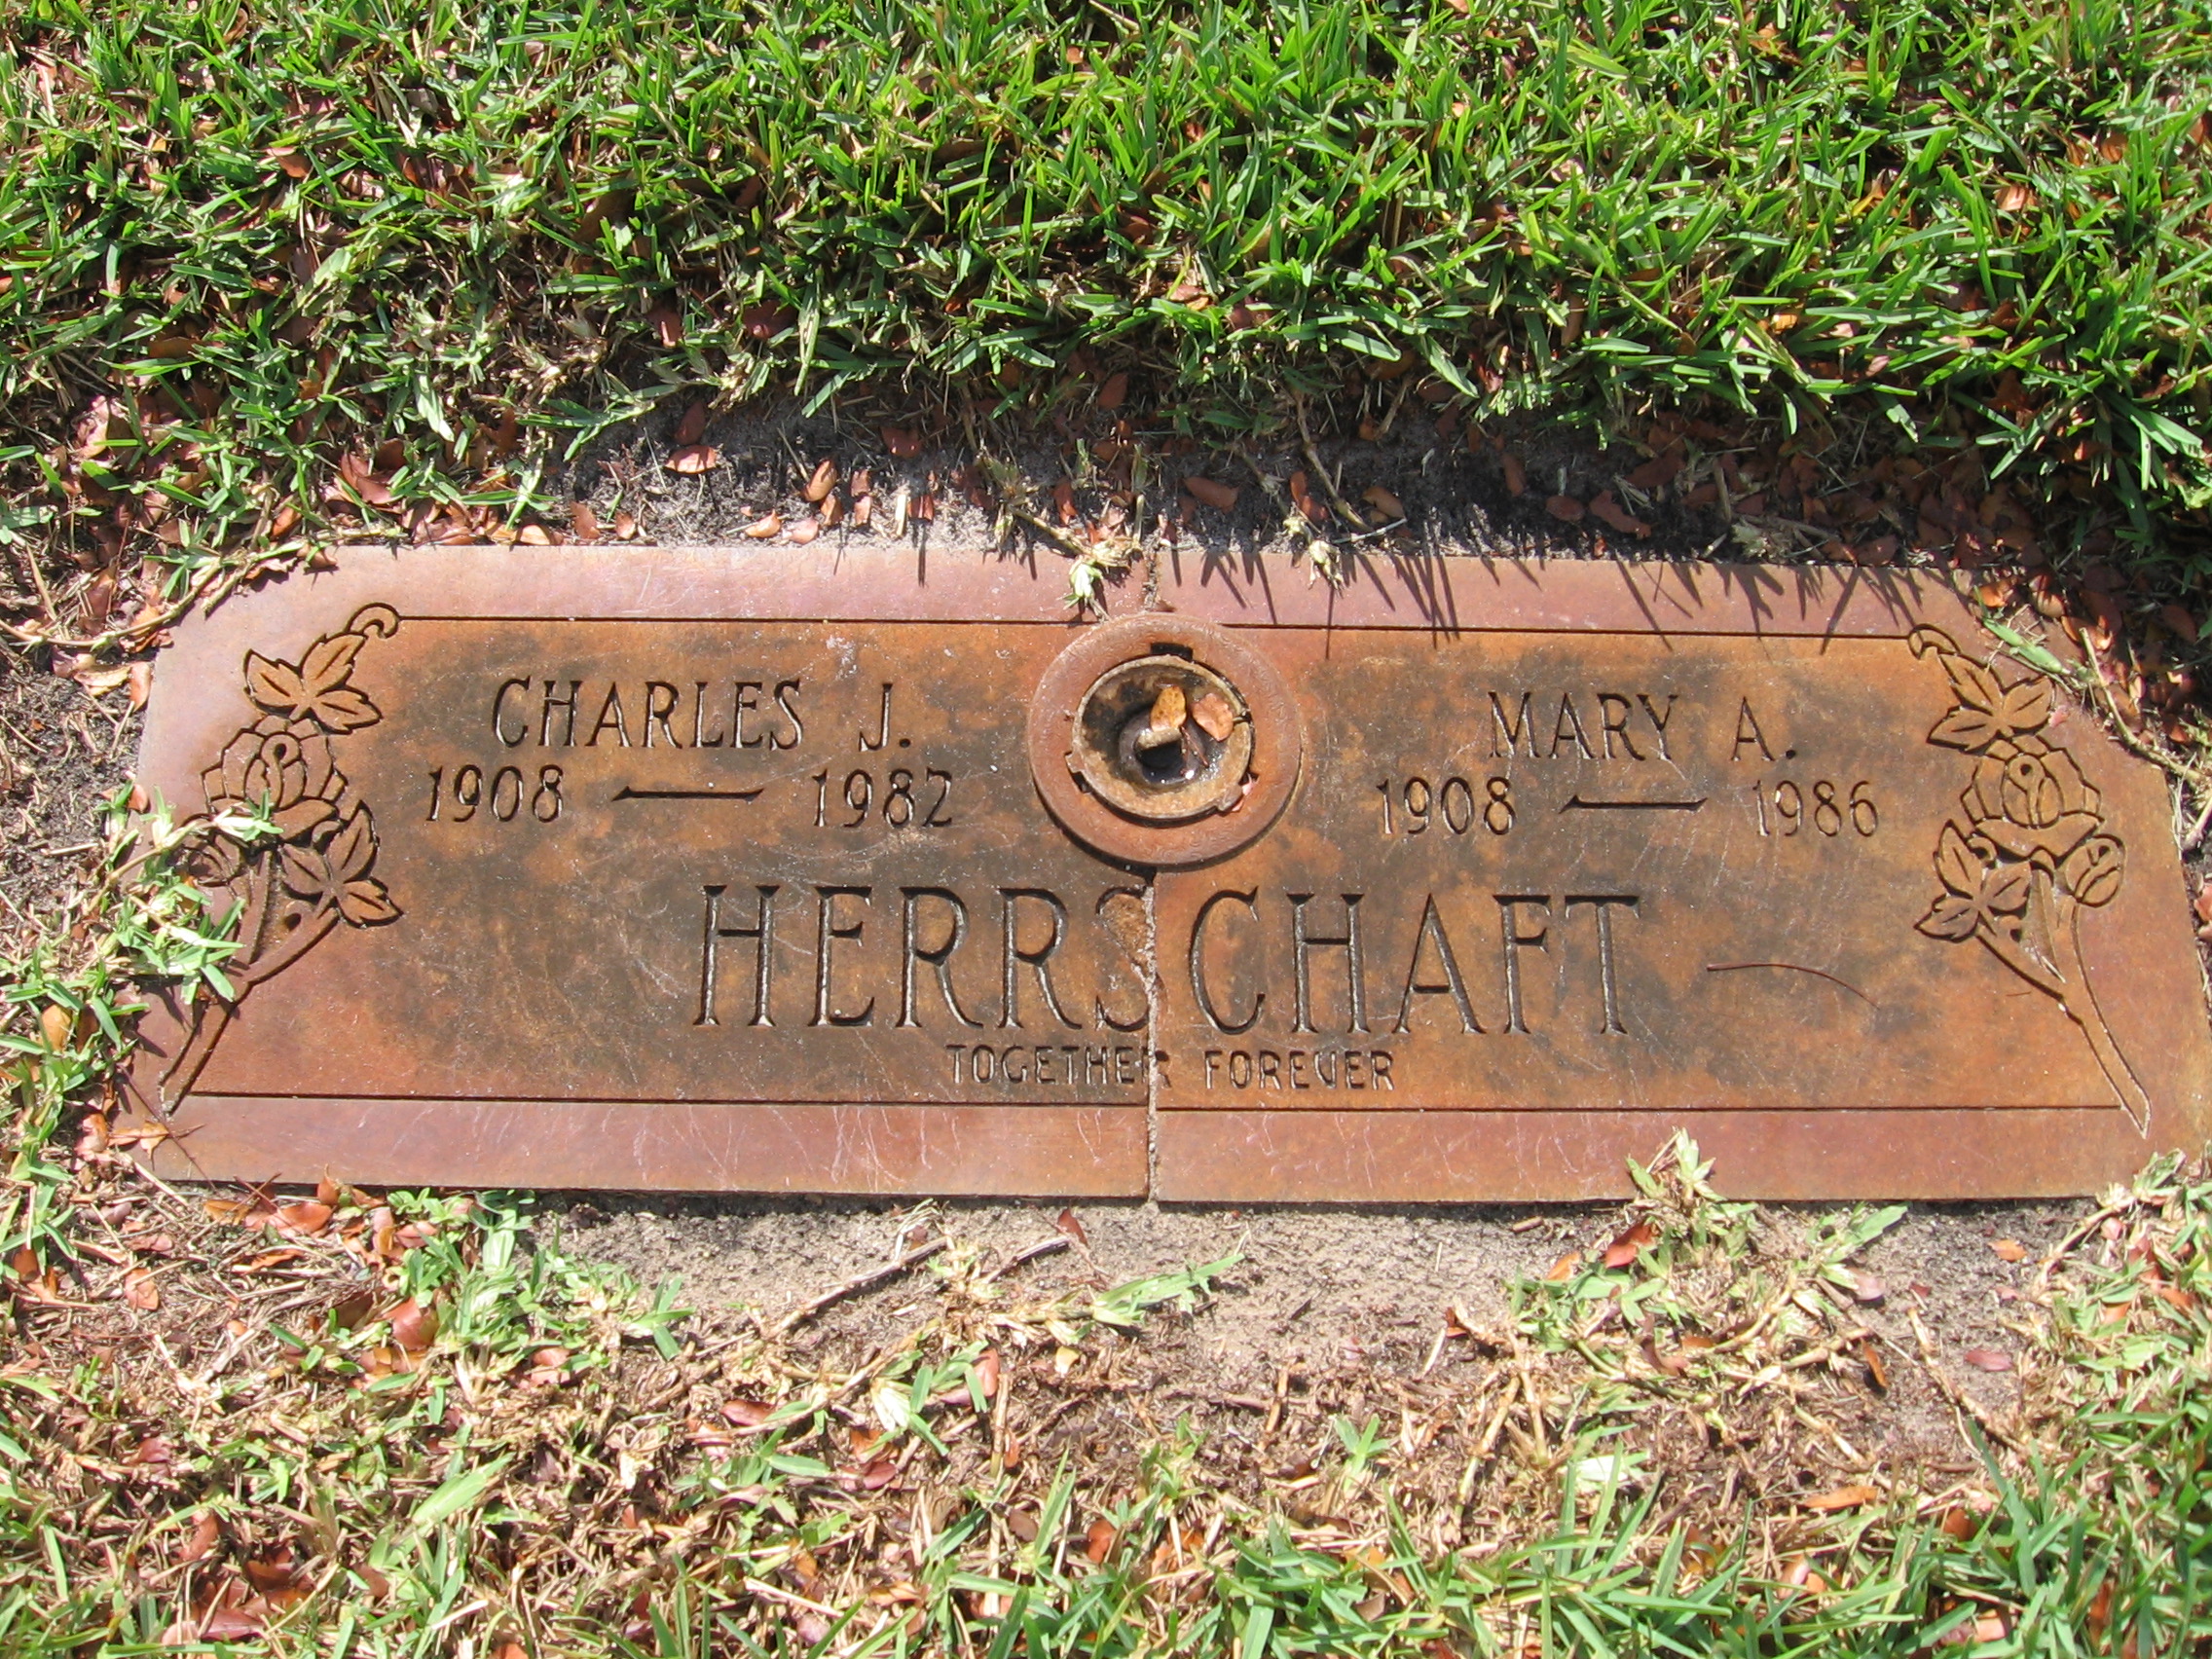 CHARLES J.
1908 — 1982
MARY A.
1908 — 1986
HERRSCHAFT
TOGETHER FOREVER